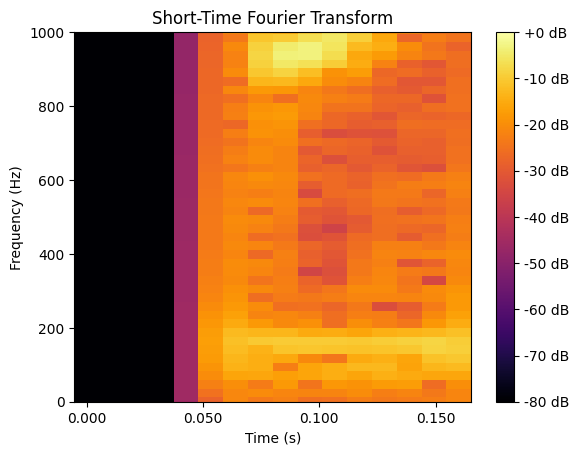 Short-Time Fourier Transform
1000
800
600
400
200
0
Frequency (Hz)
0.000
0.050
0.100
0.150
Time (s)
+0 dB
-10 dB
-20 dB
-30 dB
-40 dB
-50 dB
-60 dB
-70 dB
-80 dB